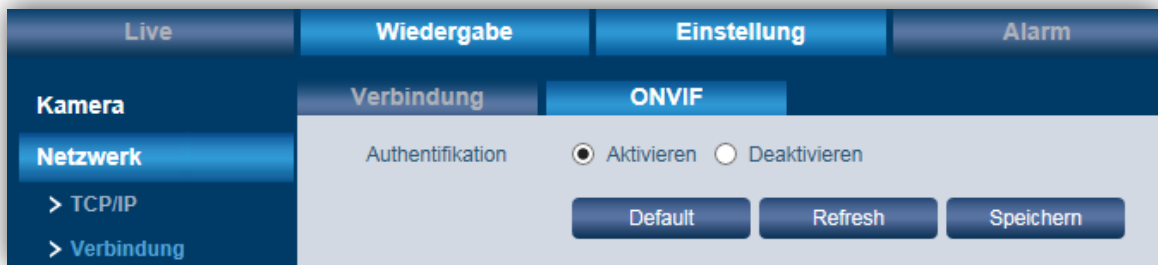 Live Wiedergabe Einstellung Alarm
Kamera
Verbindung ONVIF
Netzwerk
Authentifikation Aktivieren Deaktivieren
> TCP/IP
Default Refresh Speichern
> Verbindung